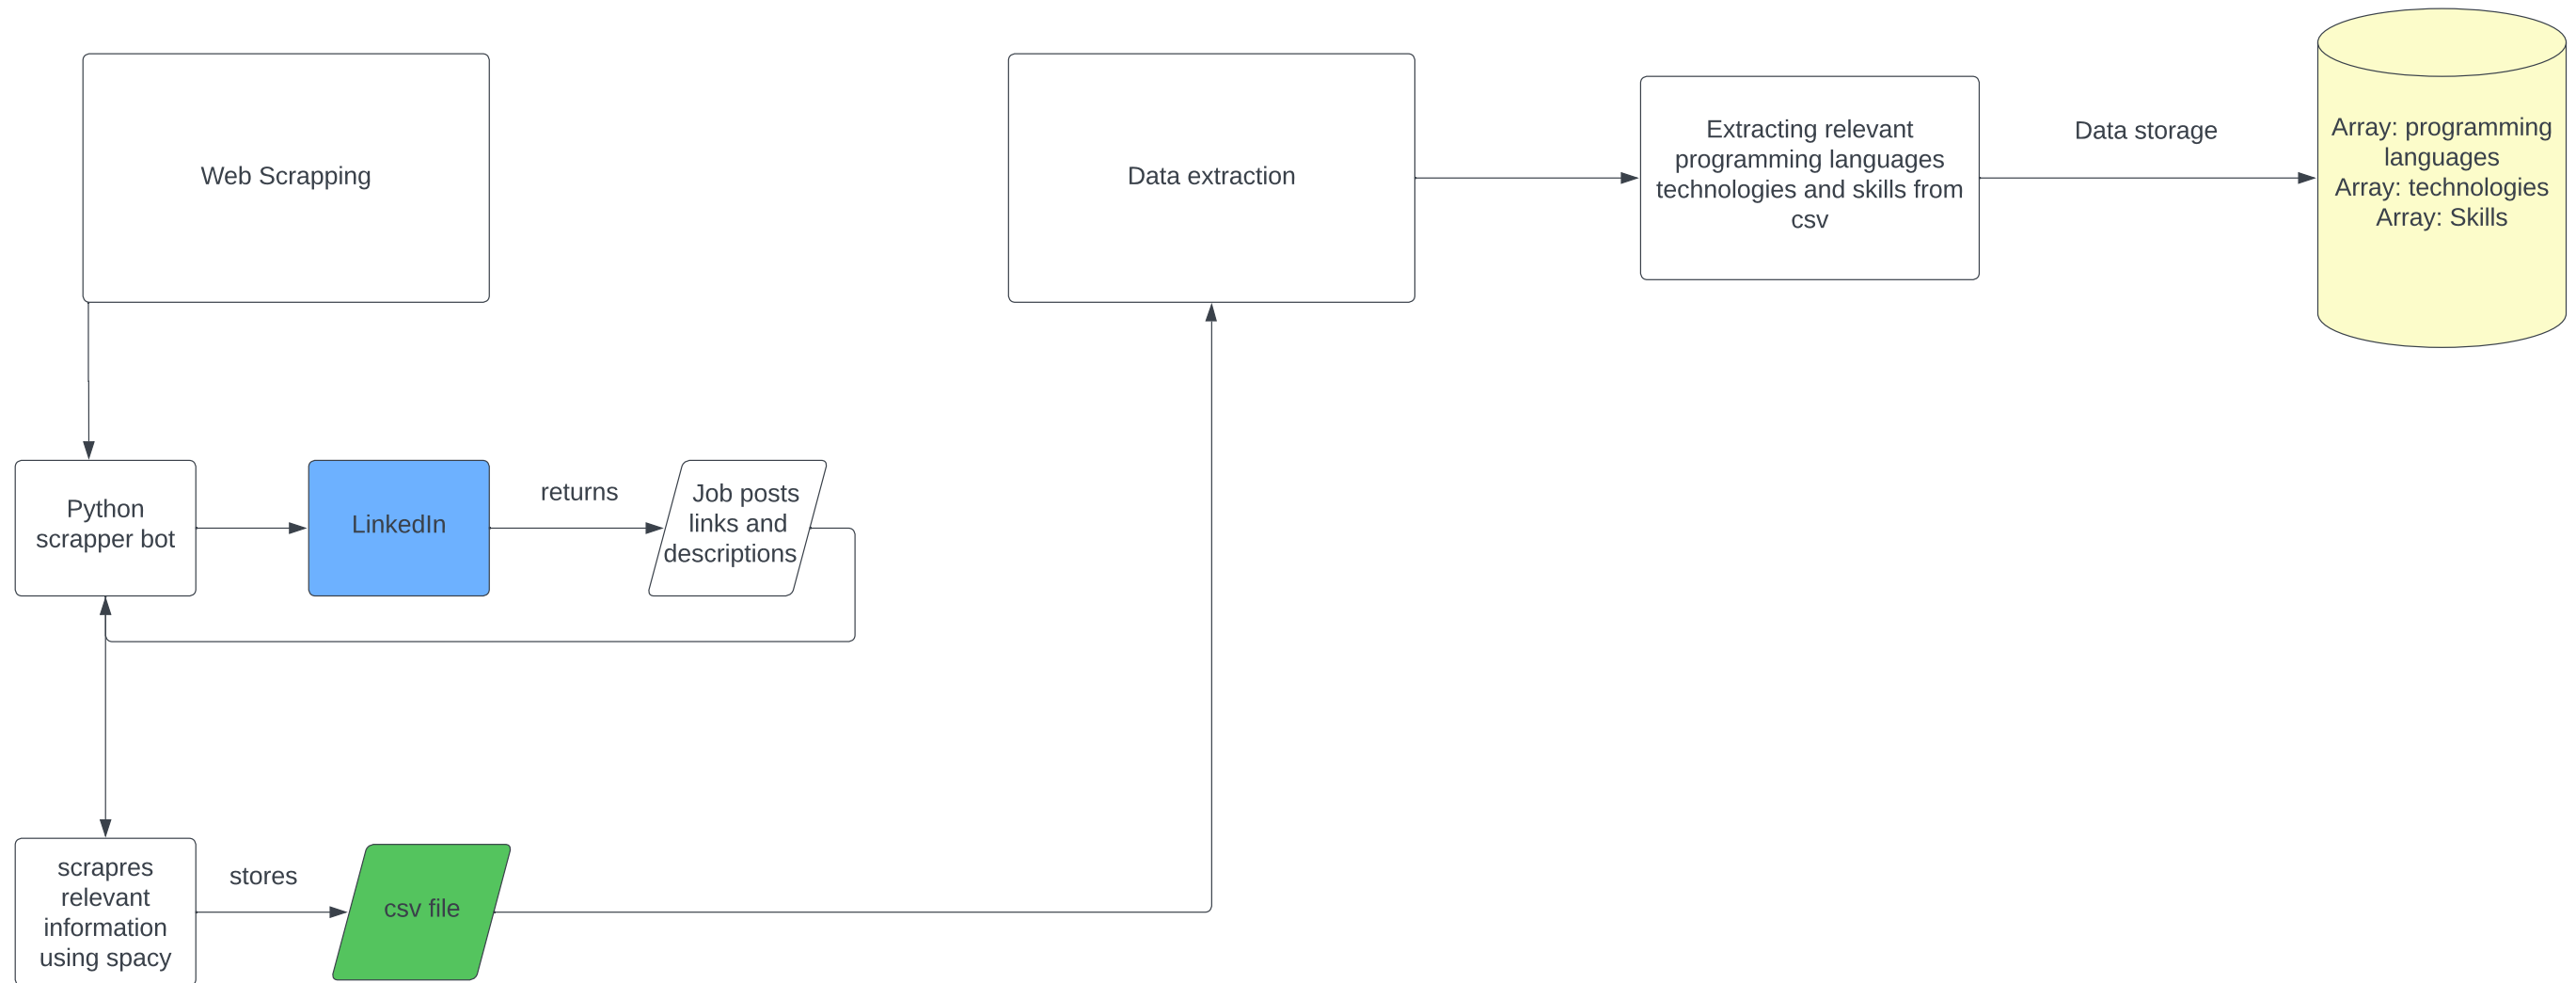 Web Scrapping
Data extraction
Extracting relevant
programming languages
technologies and skills from
csv
Data storage
Array: programming
languages
Array: technologies
Array: Skills
Python
scrapper bot
LinkedIn
returns
Job posts
links and
descriptions
scrapres
relevant
information
using spacy
stores
csv file